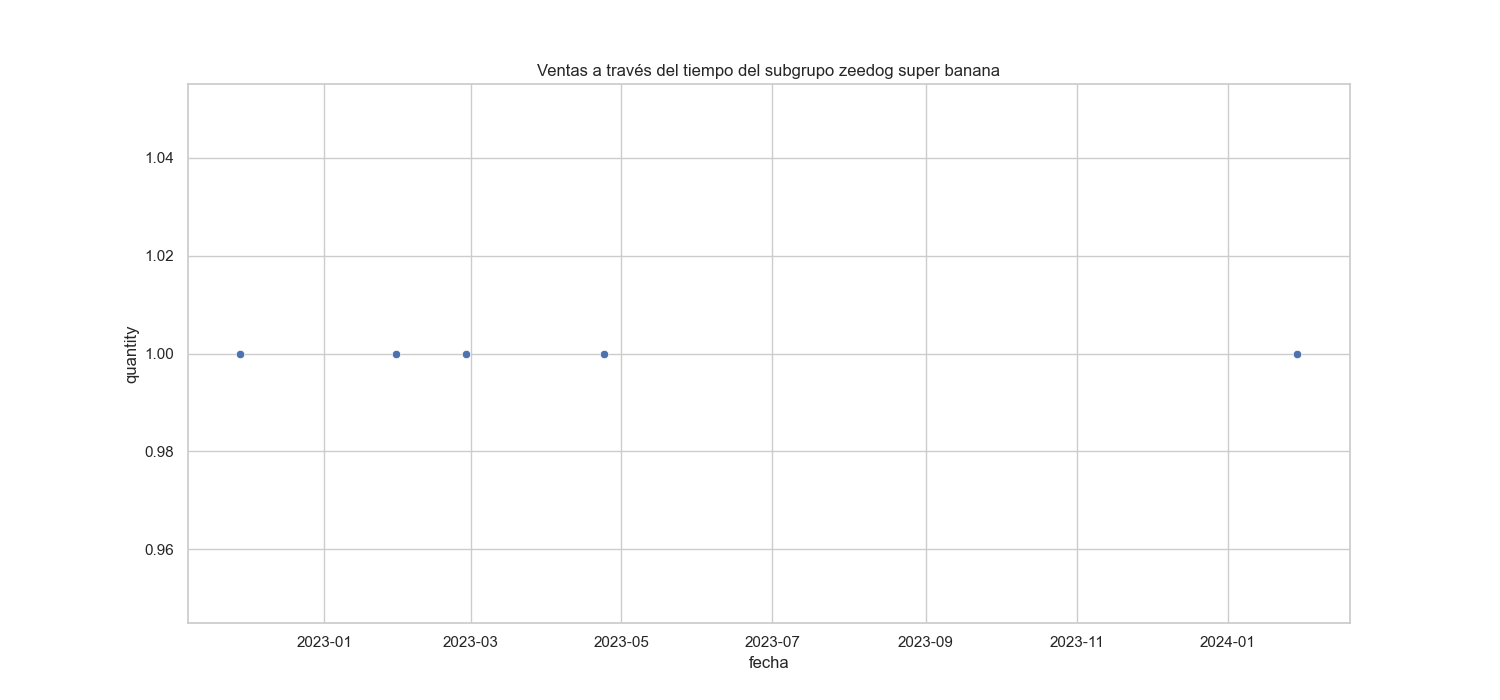 Ventas a través del tiempo del subgrupo zeedog super banana
1.04
1.02
1.00
0.98
0.96
quantity
2023-01 2023-03 2023-05 2023-07 2023-09 2023-11 2024-01
fecha